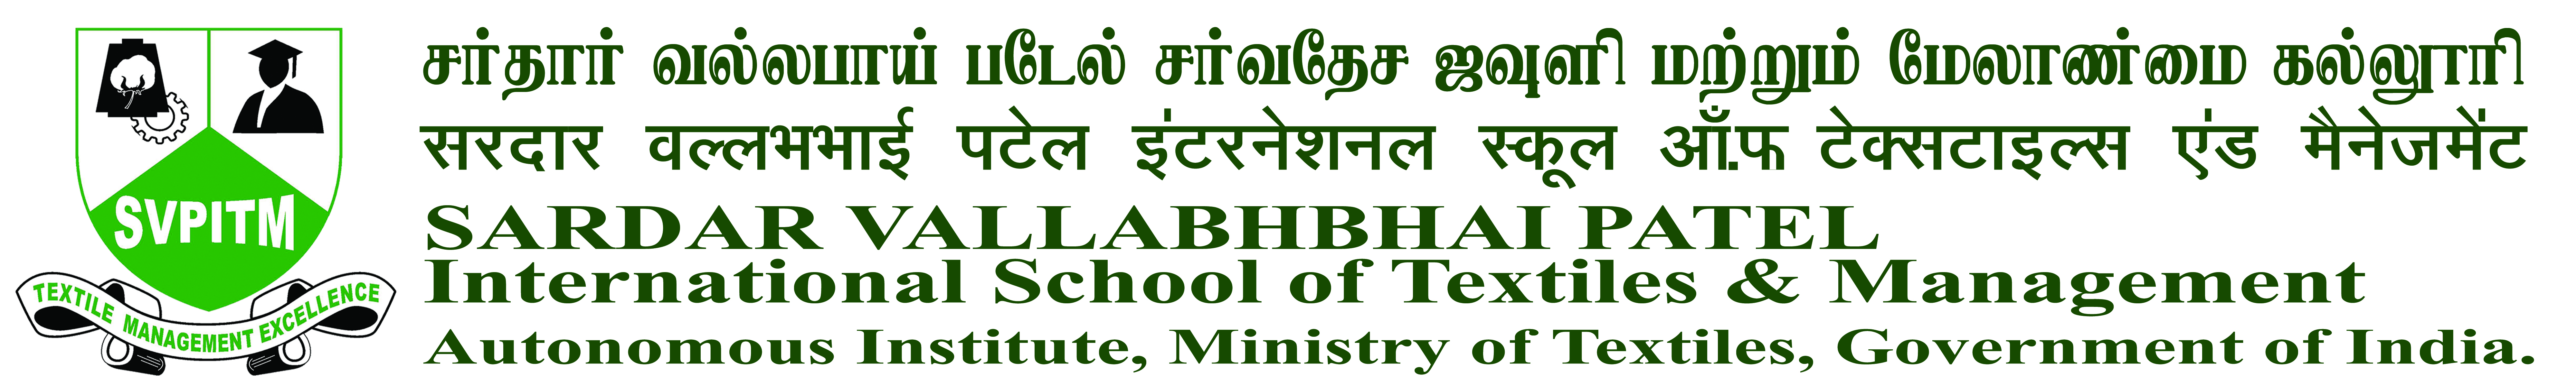 SVPITM
TEXTILE MANAGEMENT EXCELLENCE
சர்தார் வல்லபாய் படேல் சர்வதேச ஜவுளி மற்றும் மேலாண்மை கல்லூரி
सरदार वल्लभभाई पटेल इंटरनेशनल स्कूल ऑफ़ टेक्सटाइल्स एंड मैनेजमेंट
SARDAR VALLABHBHAI PATEL
International School of Textiles & Management
Autonomous Institute, Ministry of Textiles, Government of India.